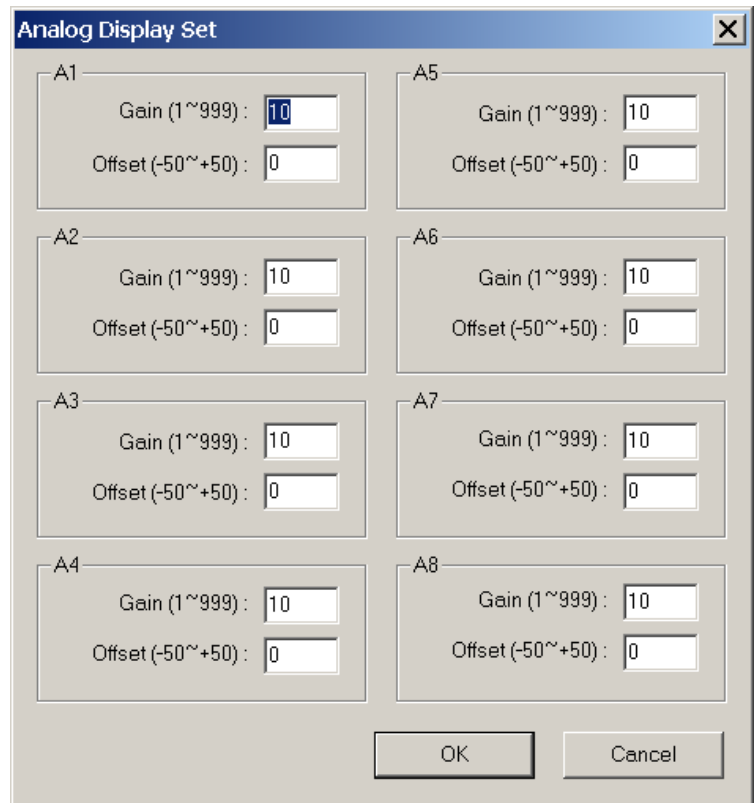 Analog Display Set
A1
Gain (1~999) : 10
Offset (-50~+50) : 0
A2
Gain (1~999) : 10
Offset (-50~+50) : 0
A3
Gain (1~999) : 10
Offset (-50~+50) : 0
A4
Gain (1~999) : 10
Offset (-50~+50) : 0
A5
Gain (1~999) : 10
Offset (-50~+50) : 0
A6
Gain (1~999) : 10
Offset (-50~+50) : 0
A7
Gain (1~999) : 10
Offset (-50~+50) : 0
A8
Gain (1~999) : 10
Offset (-50~+50) : 0
OK
Cancel